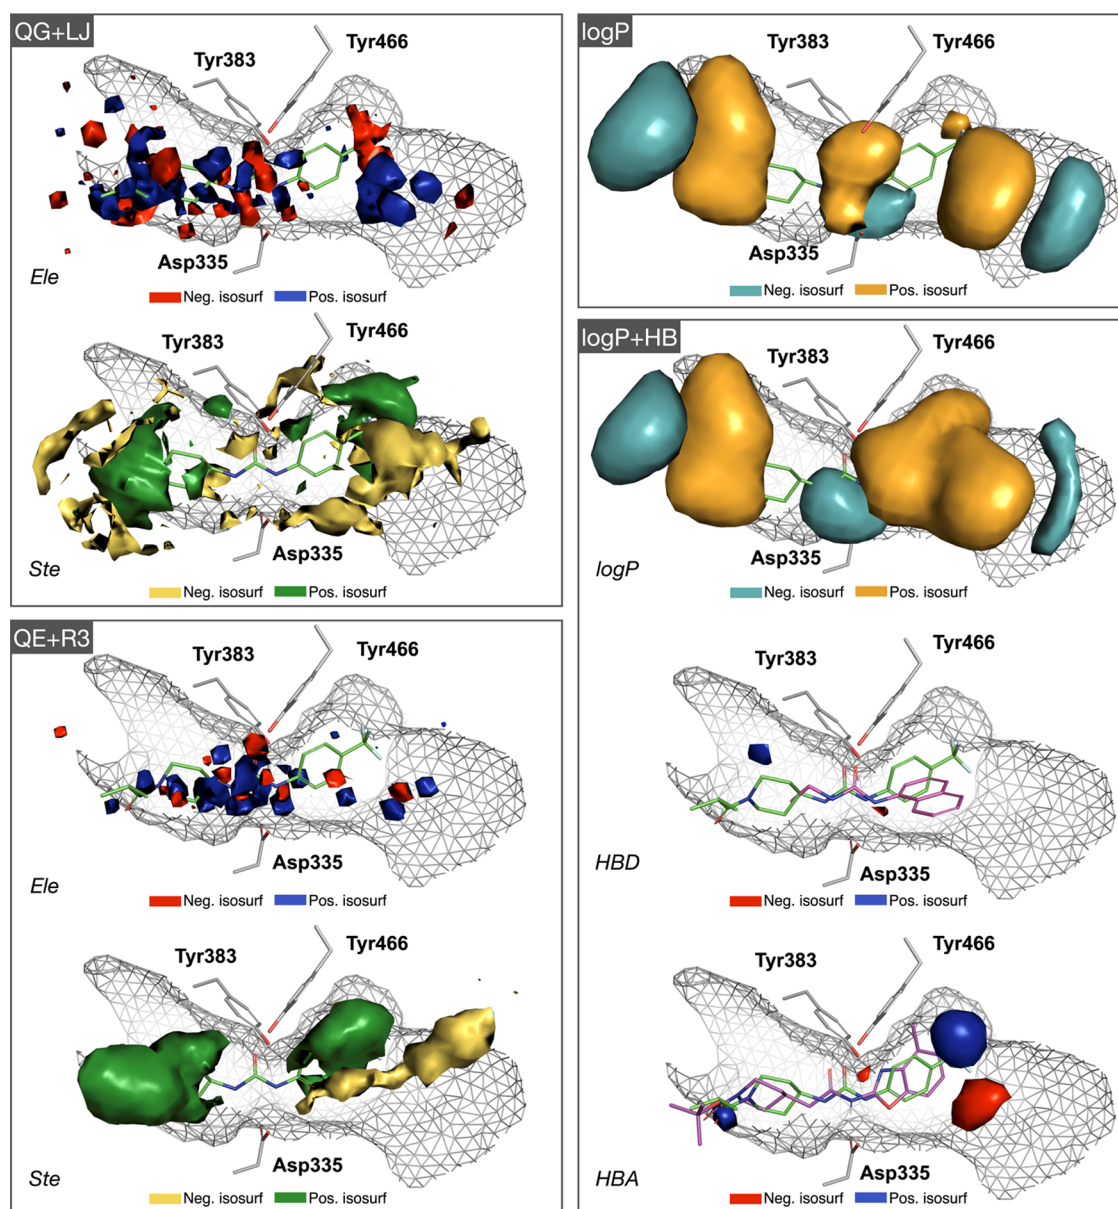 QG+LJ
Tyr383
Tyr466
Asp335
Ele
Neg. isosurf Pos. isosurf
Tyr383
Tyr466
Asp335
Ste
Neg. isosurf Pos. isosurf
QE+R3
Tyr383
Tyr466
Asp335
Ele
Neg. isosurf Pos. isosurf
Tyr383
Tyr466
Asp335
Ste
Neg. isosurf Pos. isosurf
logP
Tyr383
Tyr466
Asp335
Neg. isosurf Pos. isosurf
logP+HB
Tyr383
Tyr466
Asp335
logP
Neg. isosurf Pos. isosurf
Tyr383
Tyr466
Asp335
HBD
Neg. isosurf Pos. isosurf
Tyr383
Tyr466
Asp335
HBA
Neg. isosurf Pos. isosurf